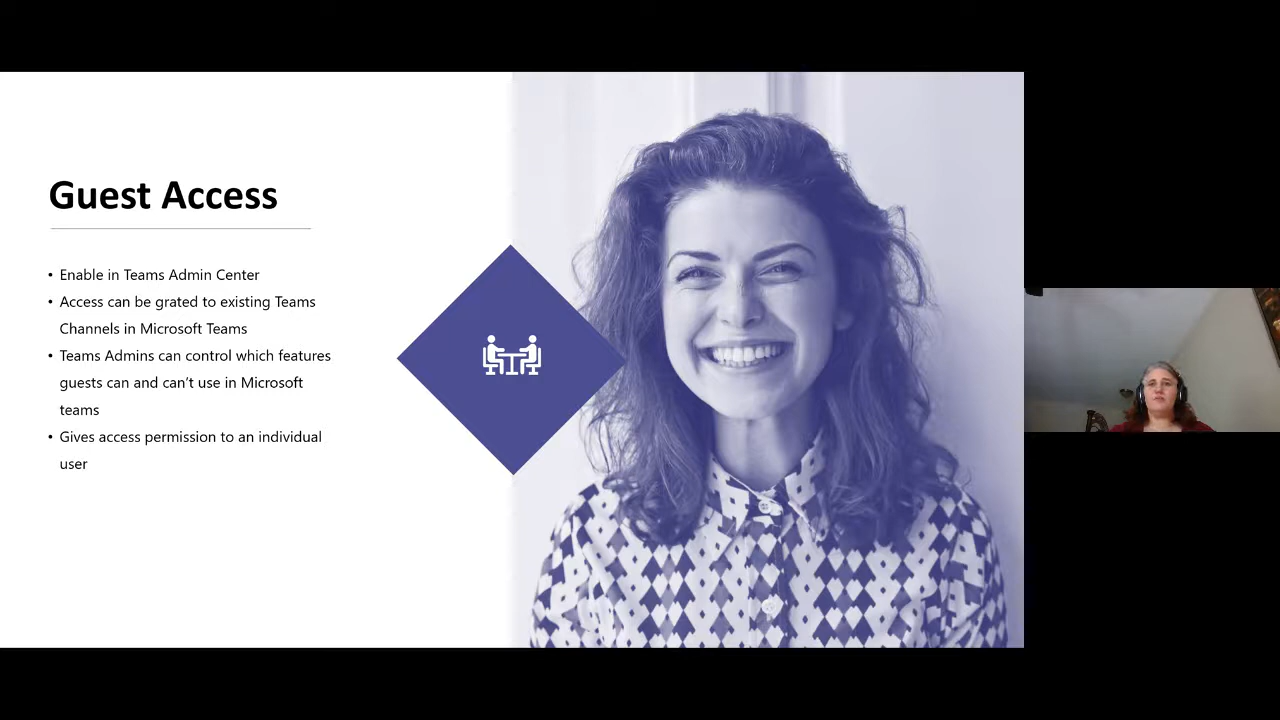 Guest Access
• Enable in Teams Admin Center
• Access can be grated to existing Teams
Channels in Microsoft Teams
• Teams Admins can control which features
guests can and can't use in Microsoft
teams
• Gives access permission to an individual
user